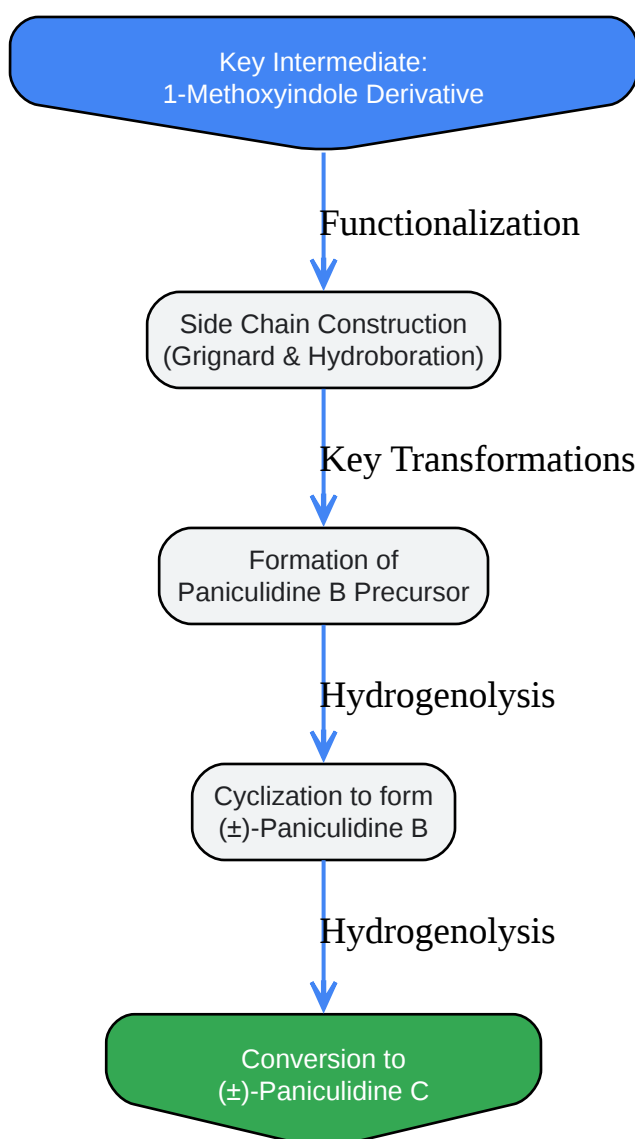 Key Intermediate:
1-Methoxyindole Derivative
Functionalization
Side Chain Construction
(Grignard & Hydroboration)
Key Transformations
Formation of
Paniculidine B Precursor
Hydrogenolysis
Cyclization to form
(±)-Paniculidine B
Hydrogenolysis
Conversion to
(±)-Paniculidine C